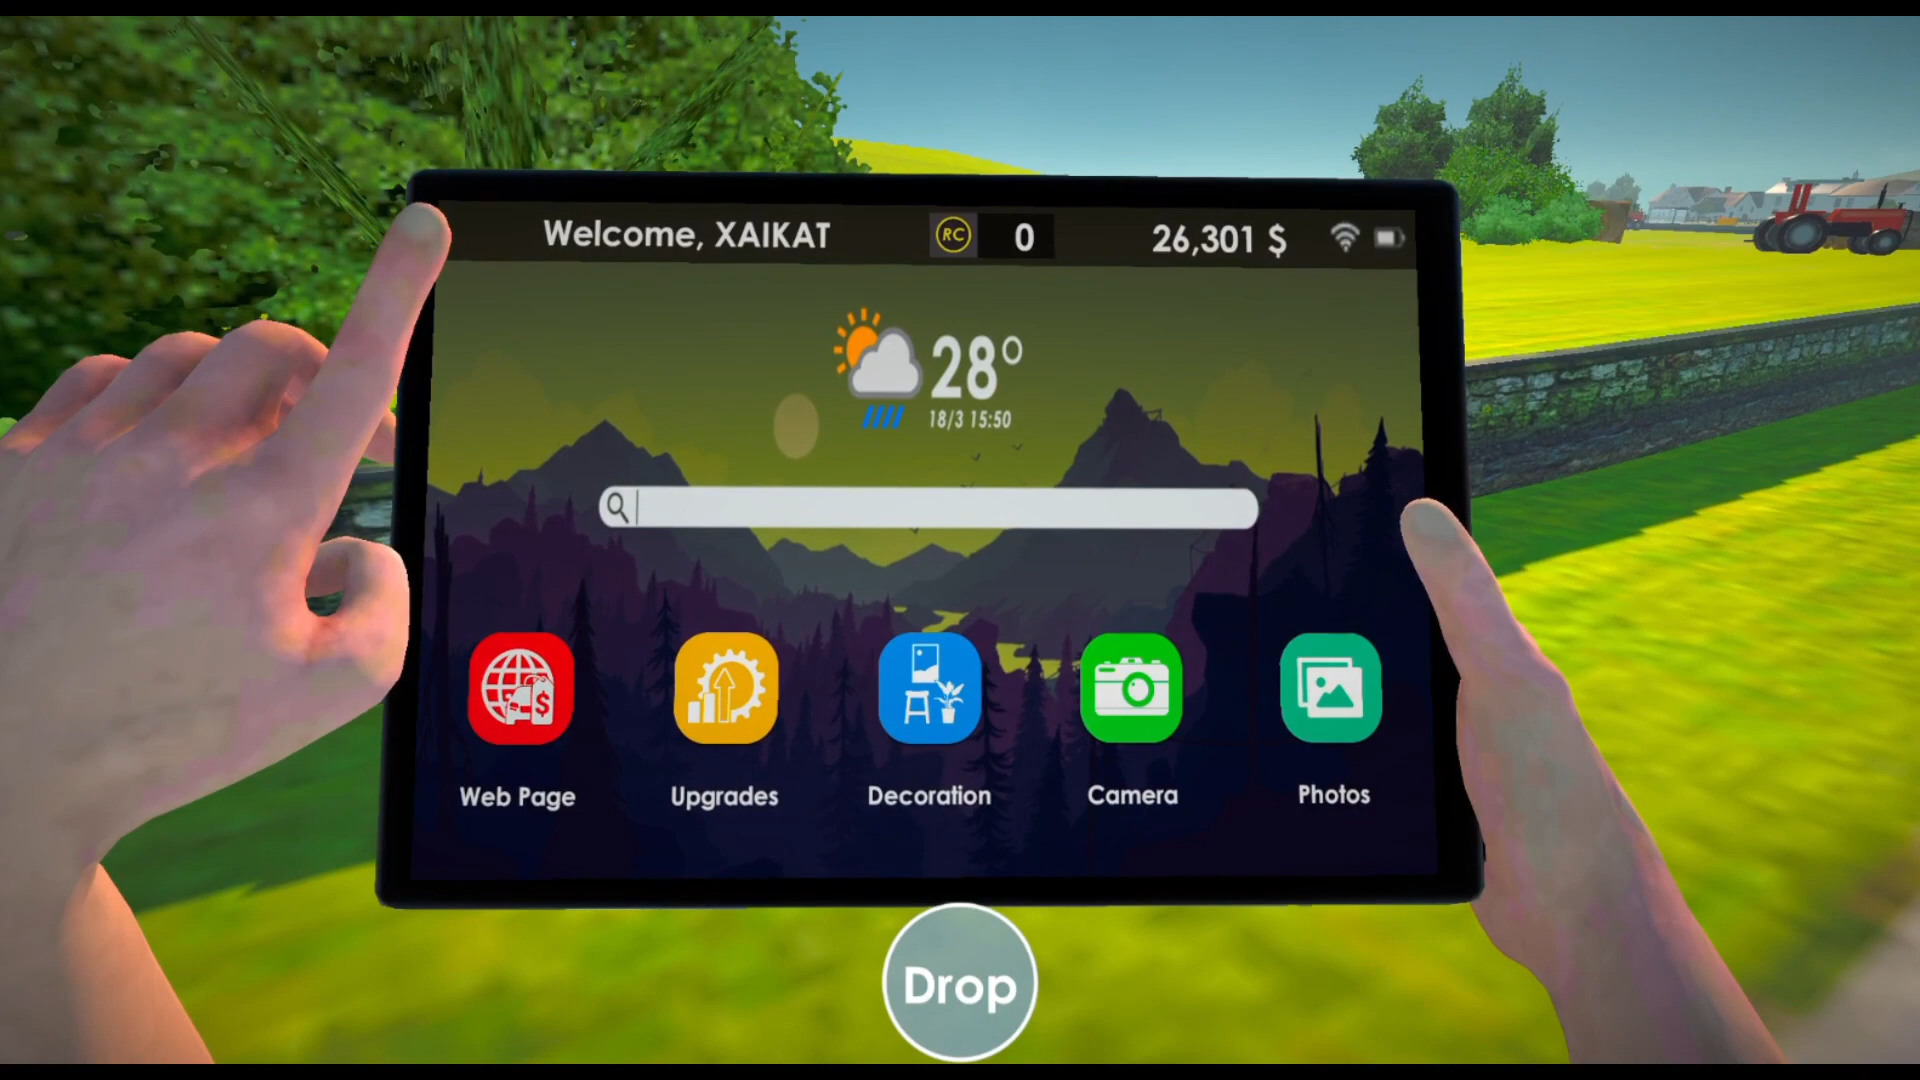 Welcome, XAIKAT
RC
0
26,301 $
28°
18/3 15:50
$
Web Page
Upgrades
Decoration
Camera
Photos
Drop